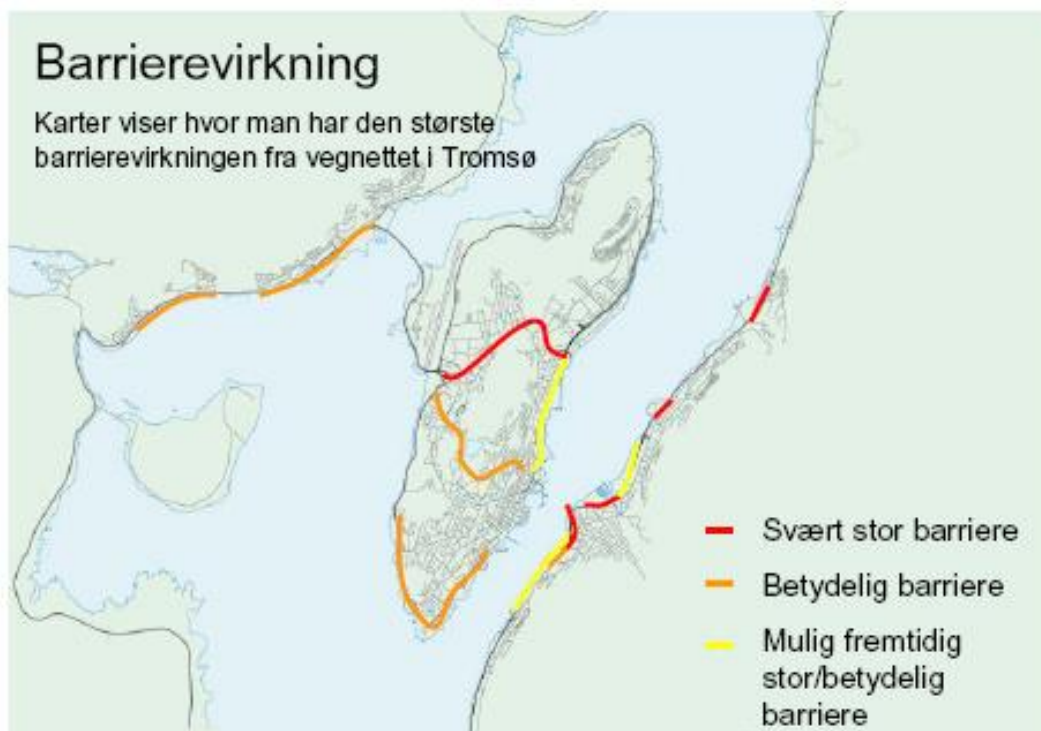 Barrierevirkning
Karter viser hvor man har den største
barrierevirkningen fra vegnettet i Tromsø
Svært stor barriere
Betydelig barriere
Mulig fremtidig
stor/betydelig
barriere